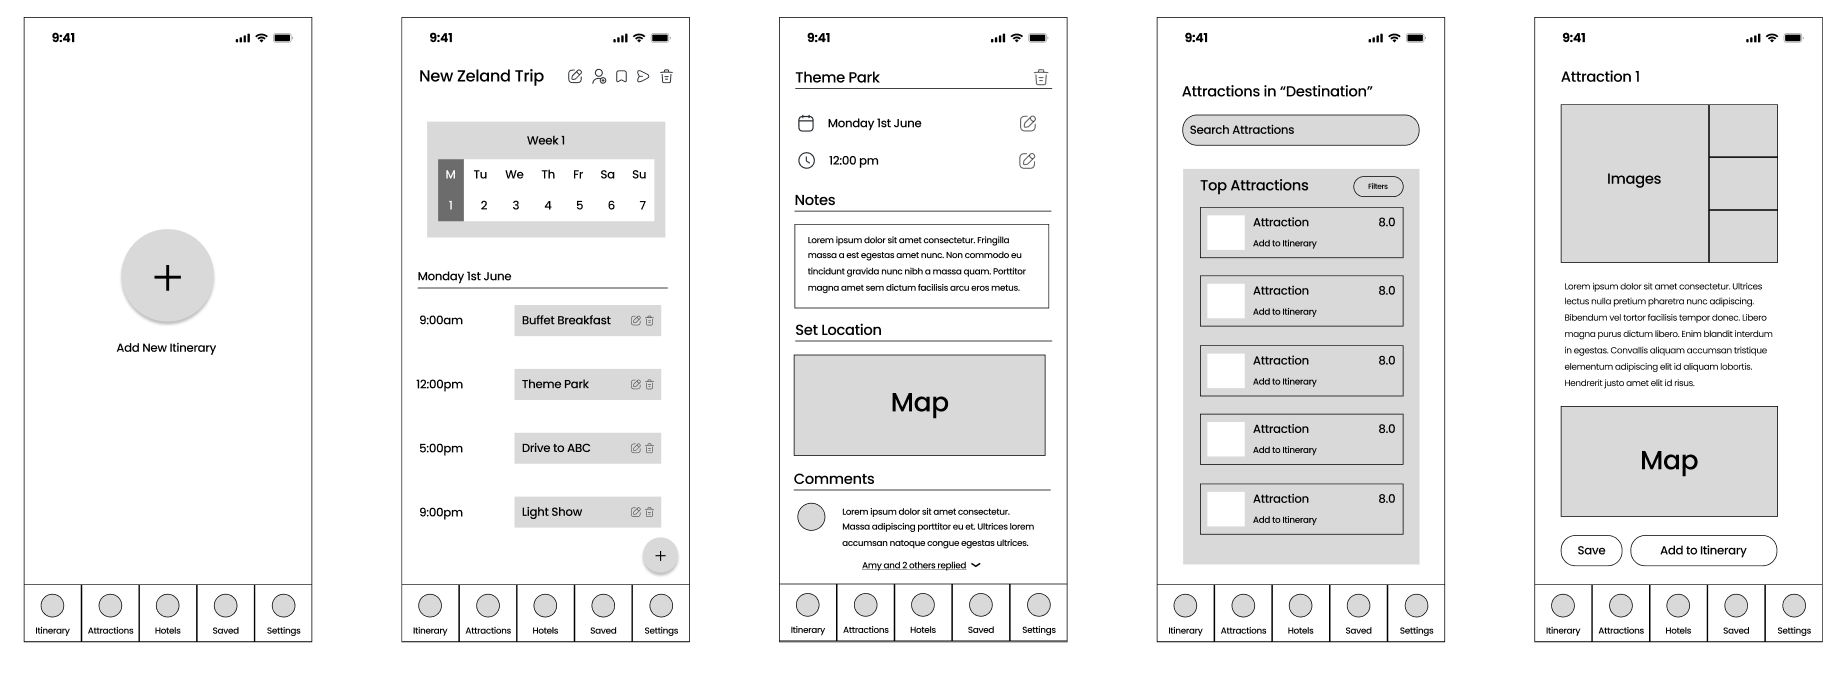 9:41
Add New Itinerary
Itinerary
Attractions
Hotels
Saved
Settings
9:41
New Zeland Trip
Week 1
M Tu We Th Fr Sa Su
1 2 3 4 5 6 7
Monday 1st June
9:00am Buffet Breakfast
12:00pm Theme Park
5:00pm Drive to ABC
9:00pm Light Show
Itinerary
Attractions
Hotels
Saved
Settings
9:41
Theme Park
Monday 1st June
12:00 pm
Notes
Lorem ipsum dolor sit amet consectetur. Fringilla
massa a est egestas amet nunc. Non commodo eu
tincidunt gravida nunc nibh a massa quam. Porttitor
magna amet sem dictum facilisis arcu eros metus.
Set Location
Map
Comments
Lorem ipsum dolor sit amet consectetur.
Massa adipiscing porttitor eu et. Ultrices lorem
accumsan natoque congue egestas ultrices.
Amy and 2 others replied
Itinerary
Attractions
Hotels
Saved
Settings
9:41
Attractions in “Destination”
Search Attractions
Top Attractions
Filters
Attraction 8.0
Add to Itinerary
Attraction 8.0
Add to Itinerary
Attraction 8.0
Add to Itinerary
Attraction 8.0
Add to Itinerary
Attraction 8.0
Add to Itinerary
Itinerary
Attractions
Hotels
Saved
Settings
9:41
Attraction 1
Images
Lorem ipsum dolor sit amet consectetur. Ultrices
lectus nulla pretium pharetra nunc adipiscing.
Bibendum vel tortor facilisis tempor donec. Libero
magna purus dictum libero. Enim blandit interdum
in egestas. Convallis aliquam accumsan tristique
elementum adipiscing elit id aliquam lobortis.
Hendrerit justo amet elit id risus.
Map
Save
Add to Itinerary
Itinerary
Attractions
Hotels
Saved
Settings